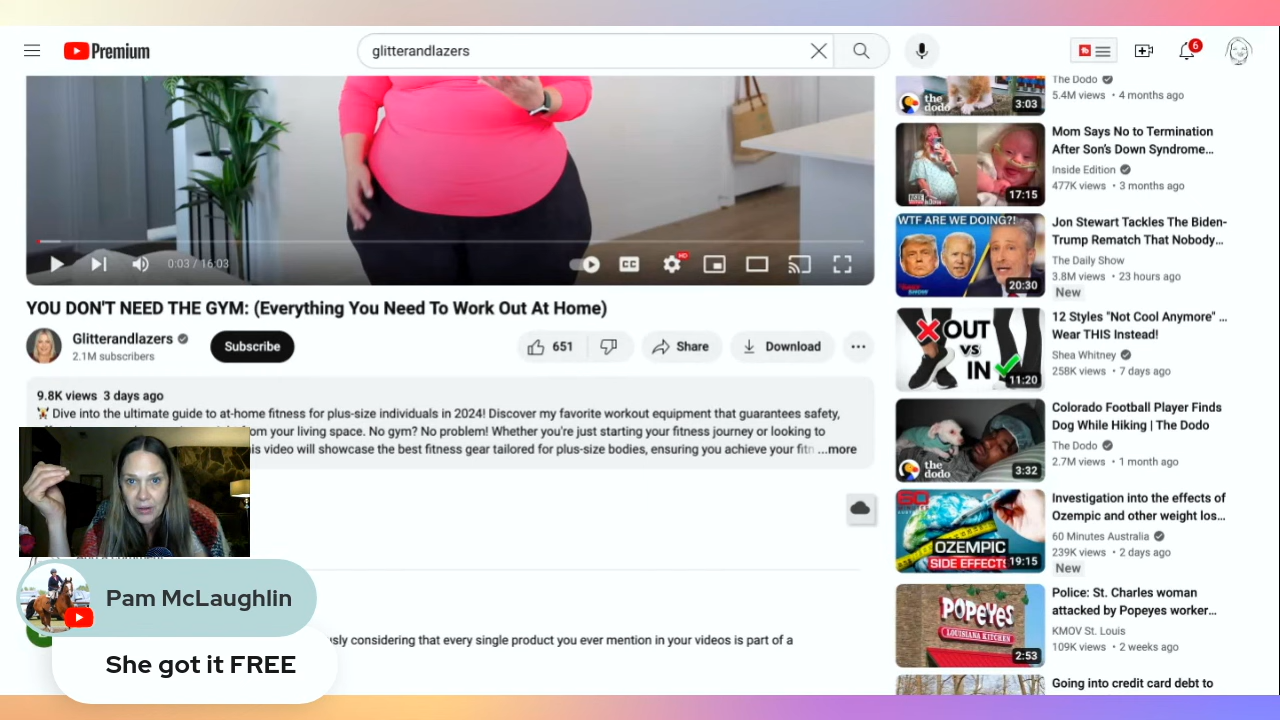 Premium
glitterandlazers
6
0:03 / 16:03
CC
HD
YOU DON'T NEED THE GYM: (Everything You Need To Work Out At Home)
Glitterandlazers
2.1M subscribers
Subscribe
651
Share
Download
9.8K views 3 days ago
Dive into the ultimate guide to at-home fitness for plus-size individuals in 2024! Discover my favorite workout equipment that guarantees safety,
from your living space. No gym? No problem! Whether you're just starting your fitness journey or looking to
is video will showcase the best fitness gear tailored for plus-size bodies, ensuring you achieve your fitn ...more
Pam McLaughlin
She got it FREE
usly considering that every single product you ever mention in your videos is part of a
the dodo
3:03
The Dodo
5.4M views • 4 months ago
17:15
Mom Says No to Termination
After Son's Down Syndrome...
Inside Edition
477K views • 3 months ago
WTF ARE WE DOING?!
20:30
Jon Stewart Tackles The Biden-
Trump Rematch That Nobody...
The Daily Show
3.8M views • 23 hours ago
New
OUT
VS
IN
11:20
12 Styles "Not Cool Anymore" ...
Wear THIS Instead!
Shea Whitney
258K views • 7 days ago
the dodo
3:32
Colorado Football Player Finds
Dog While Hiking | The Dodo
The Dodo
2.7M views • 1 month ago
60
OZEMPIC
SIDE EFFECTS
19:15
Investigation into the effects of
Ozempic and other weight los...
60 Minutes Australia
239K views • 2 days ago
New
POPEYES
LOUISIANA KITCHEN
2:53
Police: St. Charles woman
attacked by Popeyes worker...
KMOV St. Louis
109K views • 2 weeks ago
Going into credit card debt to